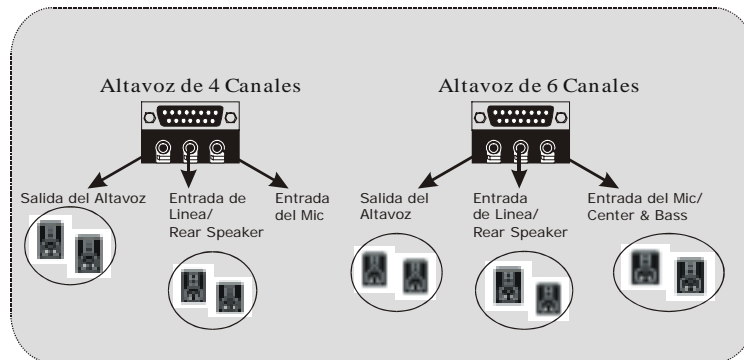 Altavoz de 4 Canales
Altavoz de 6 Canales
Salida del Altavoz
Entrada de
Linea/
Rear Speaker
Entrada
del Mic
Salida del
Altavoz
Entrada
de Linea/
Rear Speaker
Entrada del Mic/
Center & Bass